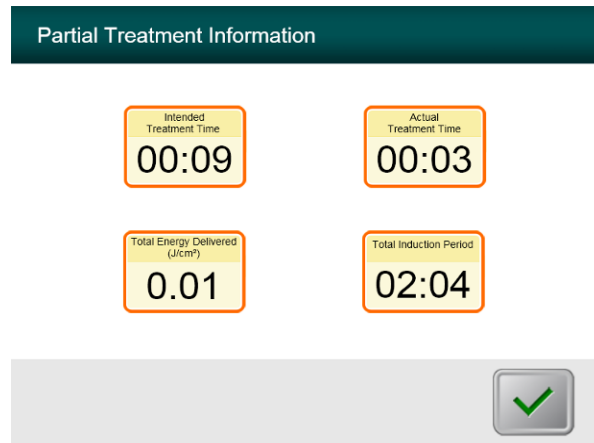 Partial Treatment Information
Intended
Treatment Time
00:09
Actual
Treatment Time
00:03
Total Energy Delivered
(J/cm²)
0.01
Total Induction Period
02:04